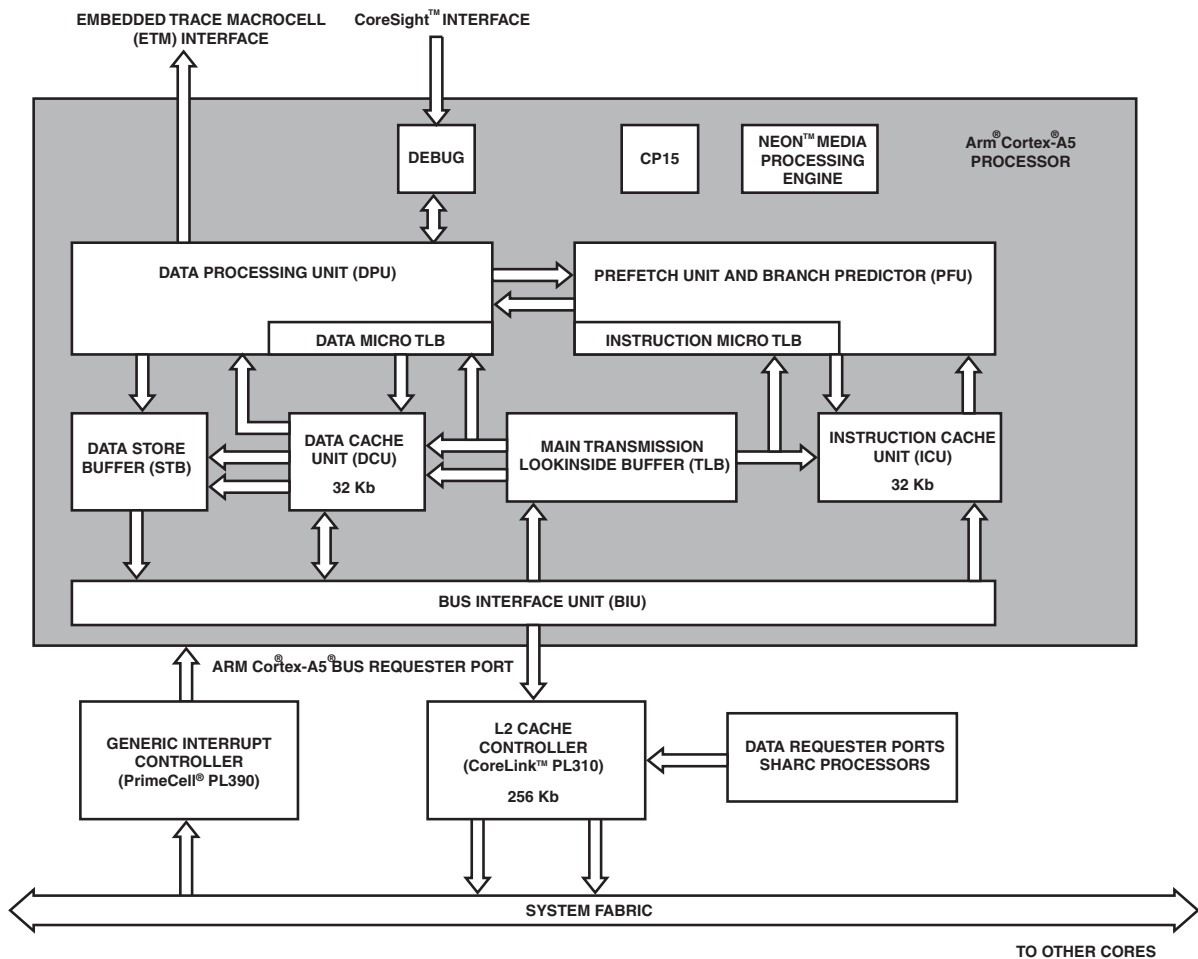 EMBEDDED TRACE MACROCELL
(ETM) INTERFACE
CoreSight™ INTERFACE
DEBUG
CP15
NEON™ MEDIA
PROCESSING
ENGINE
Arm® Cortex®-A5
PROCESSOR
DATA PROCESSING UNIT (DPU)
PREFETCH UNIT AND BRANCH PREDICTOR (PFU)
DATA MICRO TLB
INSTRUCTION MICRO TLB
DATA STORE
BUFFER (STB)
DATA CACHE
UNIT (DCU)
32 Kb
MAIN TRANSMISSION
LOOKINSIDE BUFFER (TLB)
INSTRUCTION CACHE
UNIT (ICU)
32 Kb
BUS INTERFACE UNIT (BIU)
ARM Cortex®-A5® BUS REQUESTER PORT
GENERIC INTERRUPT
CONTROLLER
(PrimeCell® PL390)
L2 CACHE
CONTROLLER
(CoreLink™ PL310)
256 Kb
DATA REQUESTER PORTS
SHARC PROCESSORS
SYSTEM FABRIC
TO OTHER CORES